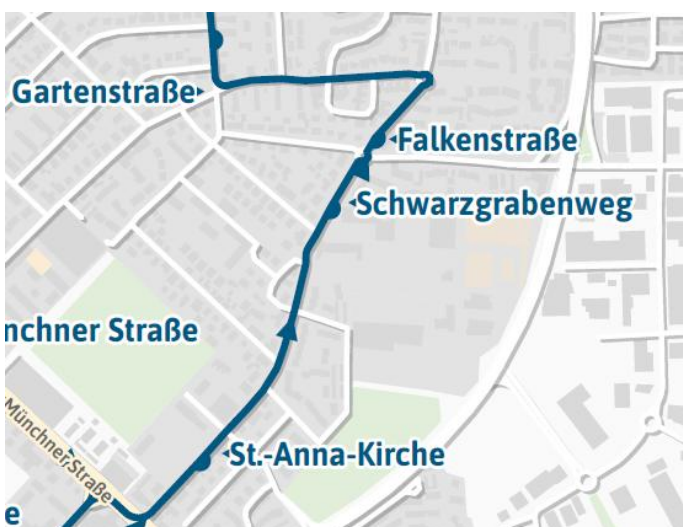 Gartenstraße
Falkenstraße
Schwarzgrabenweg
nchner Straße
Münchner Straße
St.-Anna-Kirche
e